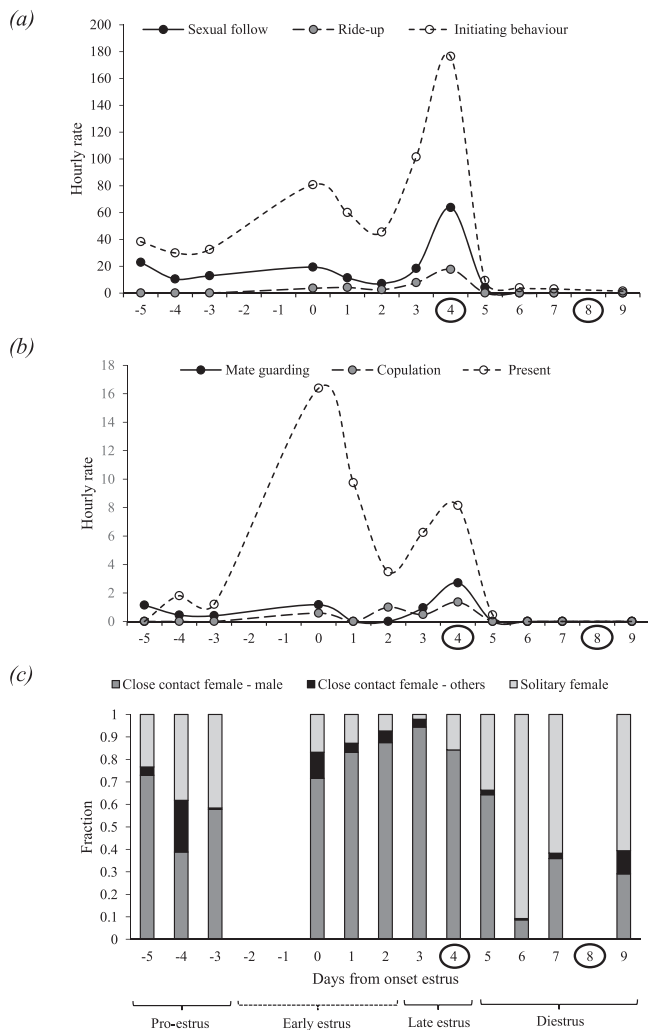 (a)
200
180
160
140
120
100
80
60
40
20
0
Hourly rate
Sexual follow Ride-up Initiating behaviour
-5 -4 -3 -2 -1 0 1 2 3 4 5 6 7 8 9
(b)
18
16
14
12
10
8
6
4
2
0
Hourly rate
Mate guarding Copulation Present
-5 -4 -3 -2 -1 0 1 2 3 4 5 6 7 8 9
(c)
Close contact female - male Close contact female - others Solitary female
1
0.9
0.8
0.7
0.6
0.5
0.4
0.3
0.2
0.1
0
Fraction
-5 -4 -3 -2 -1 0 1 2 3 4 5 6 7 8 9
Days from onset estrus
Pro-estrus Early estrus Late estrus Diestrus